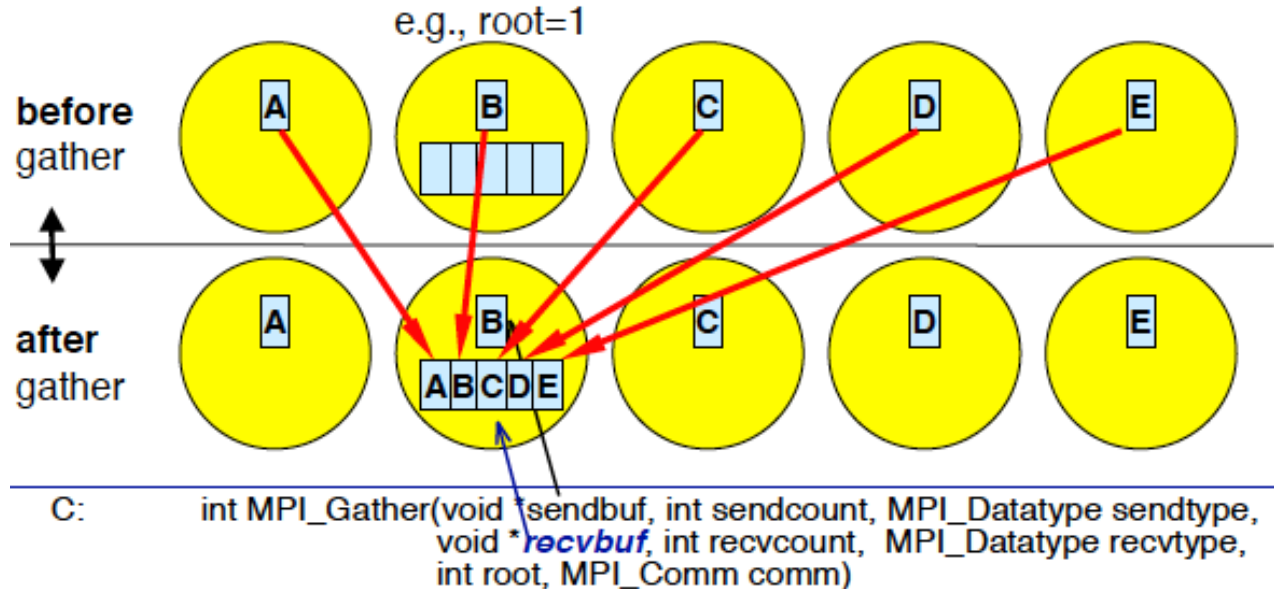 e.g., root=1
before
gather
A
B
C
D
E
after
gather
A
B
C
D
E
A B C D E
C: int MPI_Gather(void *sendbuf, int sendcount, MPI_Datatype sendtype,
void *recvbuf, int recvcount, MPI_Datatype recvtype,
int root, MPI_Comm comm)